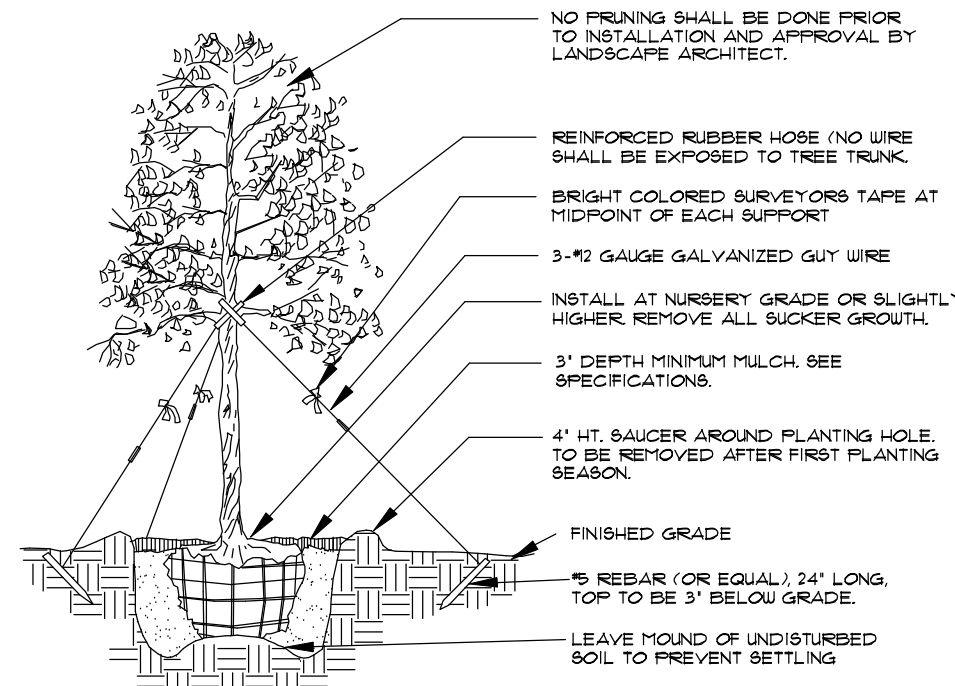 NO PRUNING SHALL BE DONE PRIOR
TO INSTALLATION AND APPROVAL BY
LANDSCAPE ARCHITECT.
REINFORCED RUBBER HOSE (NO WIRE
SHALL BE EXPOSED TO TREE TRUNK.
BRIGHT COLORED SURVEYORS TAPE AT
MIDPOINT OF EACH SUPPORT
3-#12 GAUGE GALVANIZED GUY WIRE
INSTALL AT NURSERY GRADE OR SLIGHTLY
HIGHER. REMOVE ALL SUCKER GROWTH.
3" DEPTH MINIMUM MULCH. SEE
SPECIFICATIONS.
4" HT. SAUCER AROUND PLANTING HOLE.
TO BE REMOVED AFTER FIRST PLANTING
SEASON.
FINISHED GRADE
#5 REBAR (OR EQUAL), 24" LONG,
TOP TO BE 3" BELOW GRADE.
LEAVE MOUND OF UNDISTURBED
SOIL TO PREVENT SETTLING